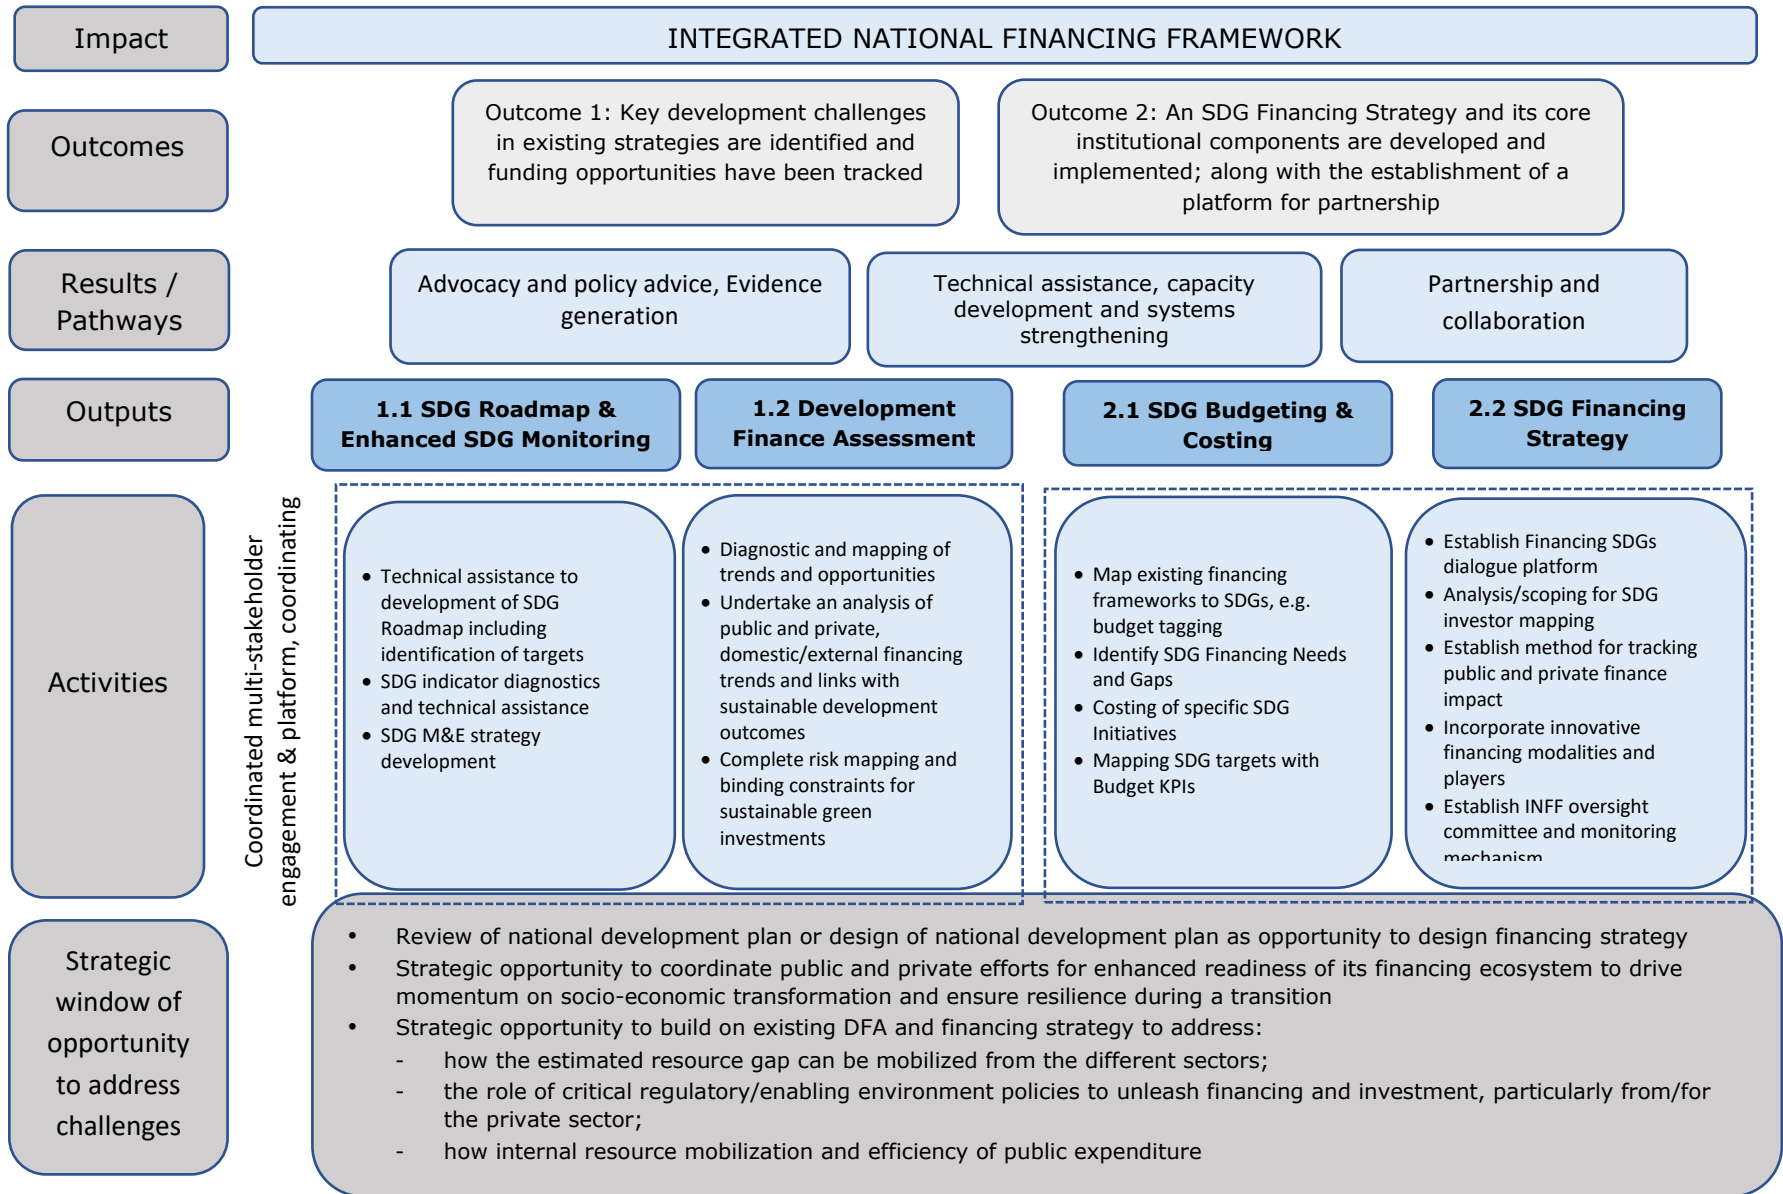 Impact
INTEGRATED NATIONAL FINANCING FRAMEWORK
Outcomes
Outcome 1: Key development challenges
in existing strategies are identified and
funding opportunities have been tracked
Outcome 2: An SDG Financing Strategy and its core
institutional components are developed and
implemented; along with the establishment of a
platform for partnership
Results /
Pathways
Advocacy and policy advice, Evidence
generation
Technical assistance, capacity
development and systems
strengthening
Partnership and
collaboration
Outputs
1.1 SDG Roadmap &
Enhanced SDG Monitoring
1.2 Development
Finance Assessment
2.1 SDG Budgeting &
Costing
2.2 SDG Financing
Strategy
Activities
Coordinated multi-stakeholder
engagement & platform, coordinating
• Technical assistance to
development of SDG
Roadmap including
identification of targets
• SDG indicator diagnostics
and technical assistance
• SDG M&E strategy
development
• Diagnostic and mapping of
trends and opportunities
• Undertake an analysis of
public and private,
domestic/external financing
trends and links with
sustainable development
outcomes
• Complete risk mapping and
binding constraints for
sustainable green
investments
• Map existing financing
frameworks to SDGs, e.g.
budget tagging
• Identify SDG Financing Needs
and Gaps
• Costing of specific SDG
Initiatives
• Mapping SDG targets with
Budget KPIs
• Establish Financing SDGs
dialogue platform
• Analysis/scoping for SDG
investor mapping
• Establish method for tracking
public and private finance
impact
• Incorporate innovative
financing modalities and
players
• Establish INFF oversight
committee and monitoring
mechanism
Strategic
window of
opportunity
to address
challenges
• Review of national development plan or design of national development plan as opportunity to design financing strategy
• Strategic opportunity to coordinate public and private efforts for enhanced readiness of its financing ecosystem to drive
momentum on socio-economic transformation and ensure resilience during a transition
• Strategic opportunity to build on existing DFA and financing strategy to address:
- how the estimated resource gap can be mobilized from the different sectors;
- the role of critical regulatory/enabling environment policies to unleash financing and investment, particularly from/for
the private sector;
- how internal resource mobilization and efficiency of public expenditure